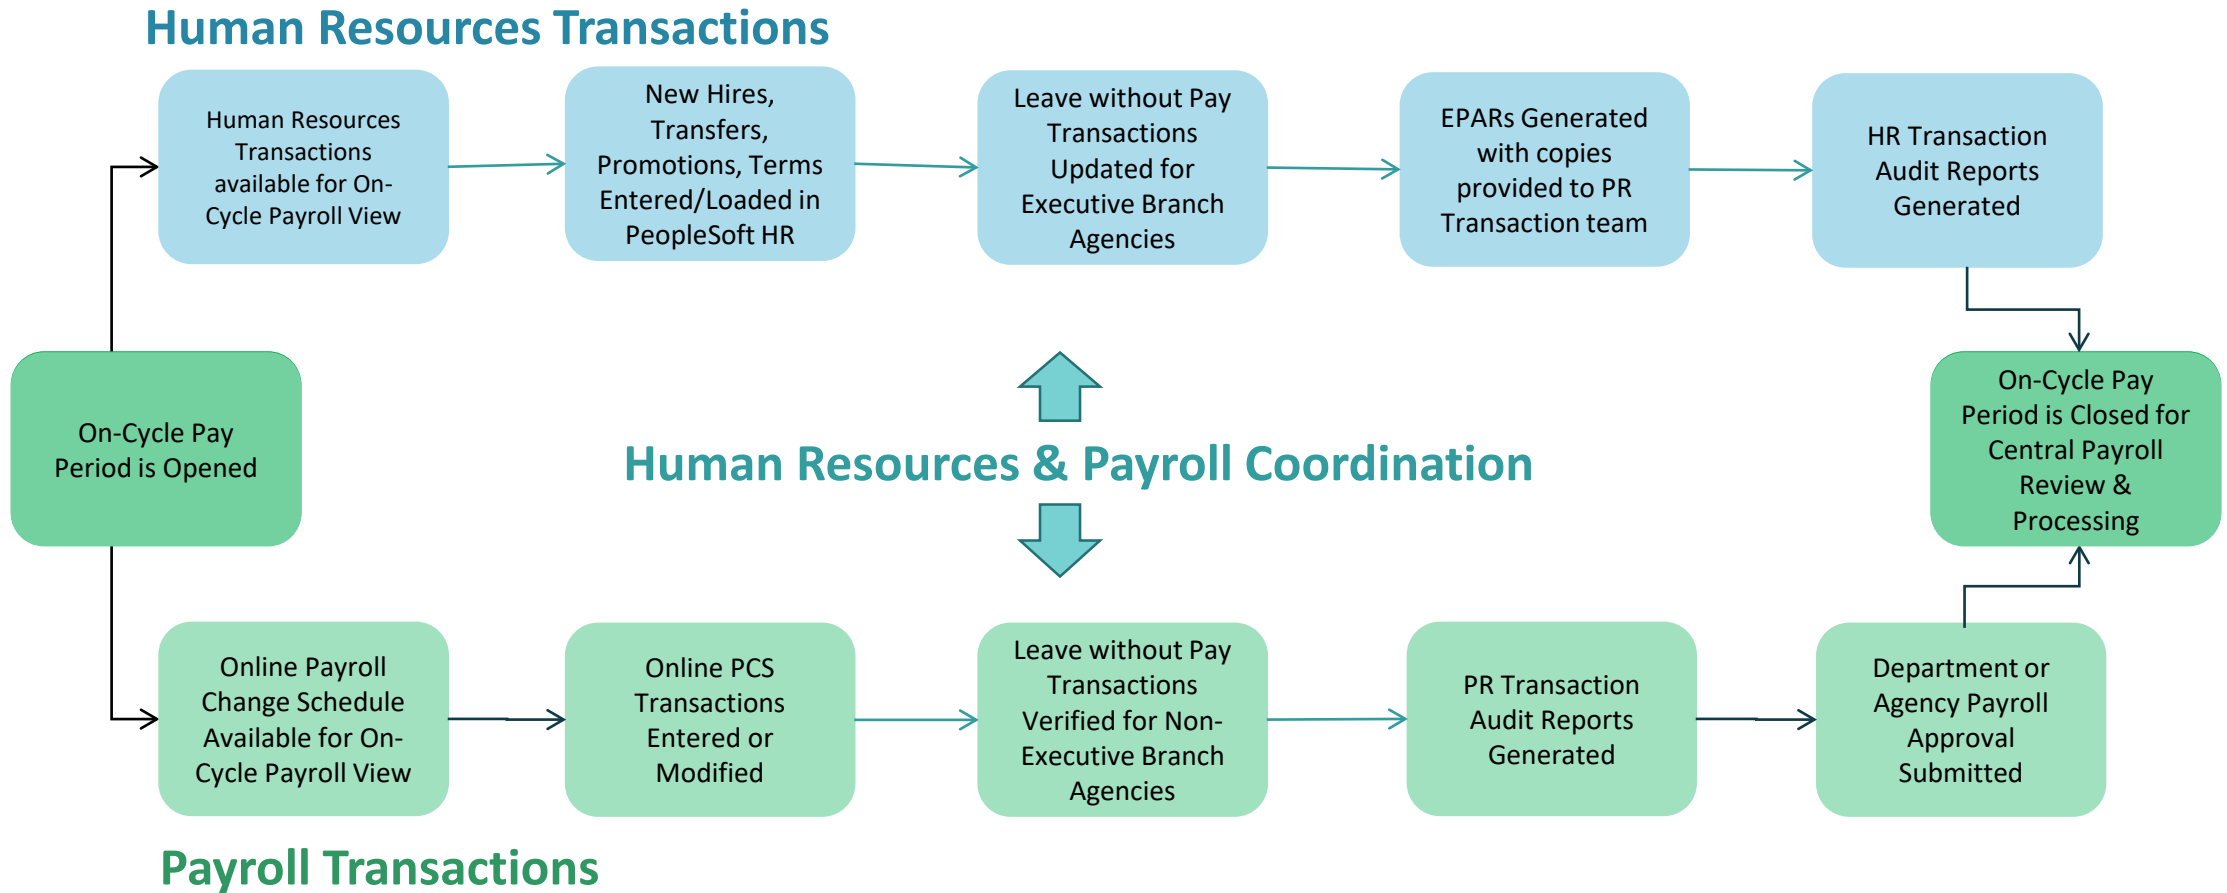 Human Resources Transactions
Human Resources
Transactions
available for On-
Cycle Payroll View
New Hires,
Transfers,
Promotions, Terms
Entered/Loaded in
PeopleSoft HR
Leave without Pay
Transactions
Updated for
Executive Branch
Agencies
EPARs Generated
with copies
provided to PR
Transaction team
HR Transaction
Audit Reports
Generated
On-Cycle Pay
Period is Opened
Human Resources & Payroll Coordination
On-Cycle Pay
Period is Closed for
Central Payroll
Review &
Processing
Online Payroll
Change Schedule
Available for On-
Cycle Payroll View
Online PCS
Transactions
Entered or
Modified
Leave without Pay
Transactions
Verified for Non-
Executive Branch
Agencies
PR Transaction
Audit Reports
Generated
Department or
Agency Payroll
Approval
Submitted
Payroll Transactions